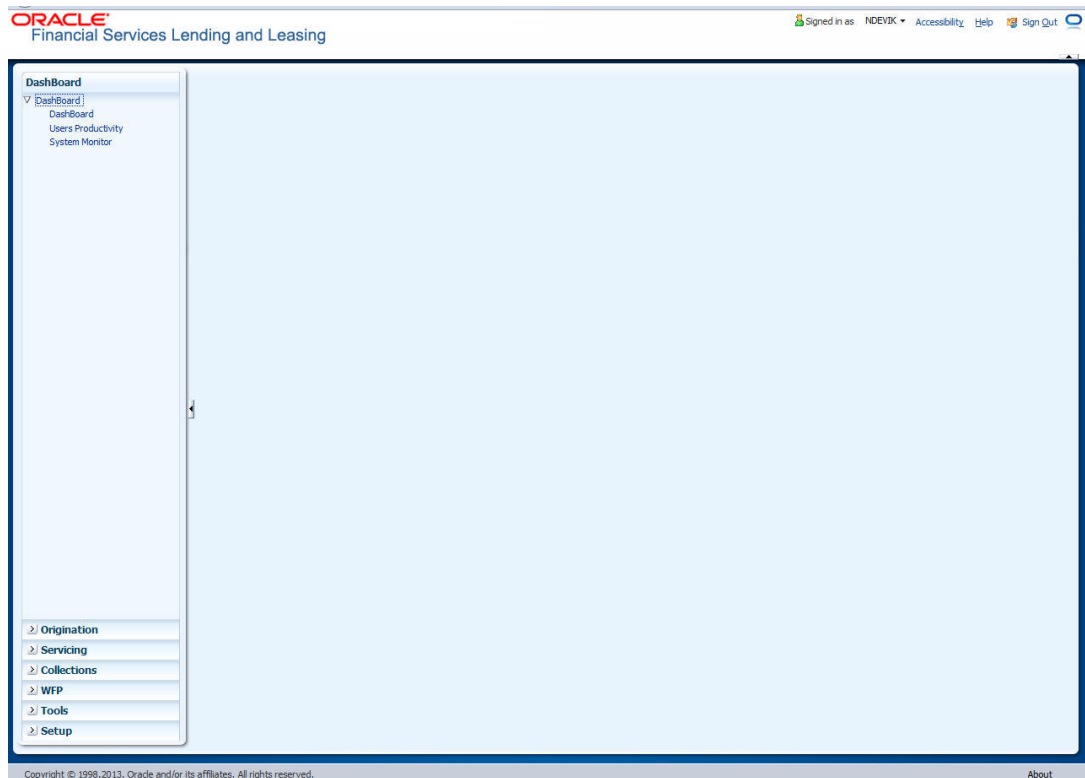 ORACLE
Financial Services Lending and Leasing
Signed in as NDEVIK Accessibility Help Sign Out
DashBoard
DashBoard
DashBoard
Users Productivity
System Monitor
Origination
Servicing
Collections
WFP
Tools
Setup
Copyright © 1998,2013, Oracle and/or its affiliates. All rights reserved.
About